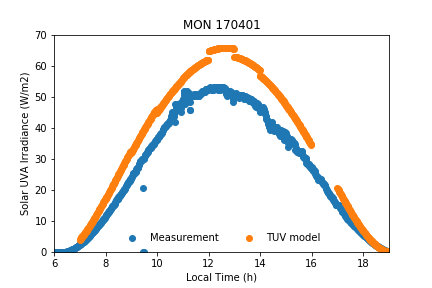 MON 170401
Solar UVA Irradiance (W/m2)
70
60
50
40
30
20
10
0
Measurement TUV model
6 8 10 12 14 16 18
Local Time (h)